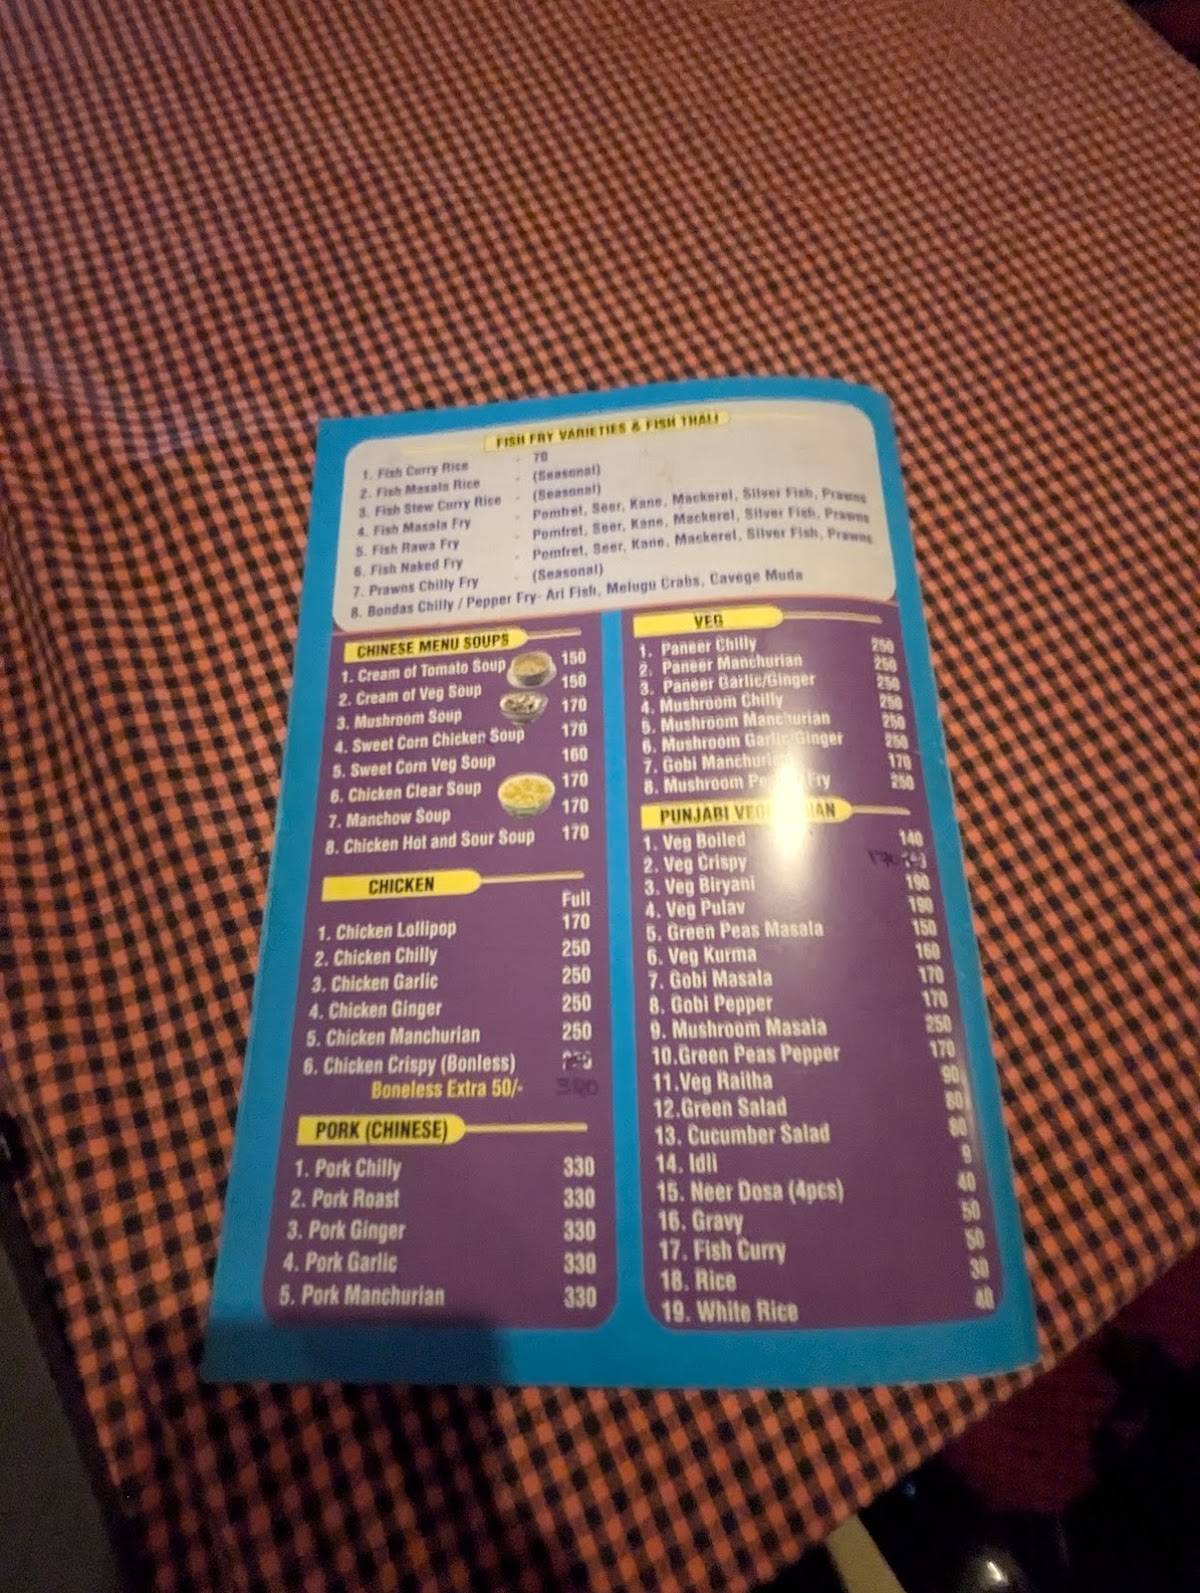 FISH FRY VARIETIES & FISH THALI
1. Fish Curry Rice - 70
2. Fish Masala Rice - (Seasonal)
3. Fish Stew Curry Rice - (Seasonal)
4. Fish Masala Fry - Pomfret, Seer, Kane, Mackerel, Silver Fish, Prawns
5. Fish Rawa Fry - Pomfret, Seer, Kane, Mackerel, Silver Fish, Prawns
6. Fish Naked Fry - Pomfret, Seer, Kane, Mackerel, Silver Fish, Prawns
7. Prawns Chilly Fry - (Seasonal)
8. Bondas Chilly / Pepper Fry- Ari Fish, Melugu Crabs, Cavege Muda
CHINESE MENU SOUPS
1. Cream of Tomato Soup 150
2. Cream of Veg Soup 150
3. Mushroom Soup 170
4. Sweet Corn Chicken Soup 170
5. Sweet Corn Veg Soup 160
6. Chicken Clear Soup 170
7. Manchow Soup 170
8. Chicken Hot and Sour Soup 170
CHICKEN
Full
1. Chicken Lollipop 170
2. Chicken Chilly 250
3. Chicken Garlic 250
4. Chicken Ginger 250
5. Chicken Manchurian 250
6. Chicken Crispy (Bonless)
Boneless Extra 50/-
PORK (CHINESE)
1. Pork Chilly 330
2. Pork Roast 330
3. Pork Ginger 330
4. Pork Garlic 330
5. Pork Manchurian 330
VEG
1. Paneer Chilly 250
2. Paneer Manchurian 250
3. Paneer Garlic/Ginger 250
4. Mushroom Chilly 250
5. Mushroom Manchurian 250
6. Mushroom Garlic/Ginger 250
7. Gobi Manchurian 170
8. Mushroom Fry 250
PUNJABI
1. Veg Boiled 140
2. Veg Crispy
3. Veg Biryani 190
4. Veg Pulav 190
5. Green Peas Masala 150
6. Veg Kurma 160
7. Gobi Masala 170
8. Gobi Pepper 170
9. Mushroom Masala 250
10.Green Peas Pepper 170
11.Veg Raitha 90
12.Green Salad 80
13. Cucumber Salad 80
14. Idli 9
15. Neer Dosa (4pcs) 40
16. Gravy 50
17. Fish Curry 50
18. Rice 30
19. White Rice 40